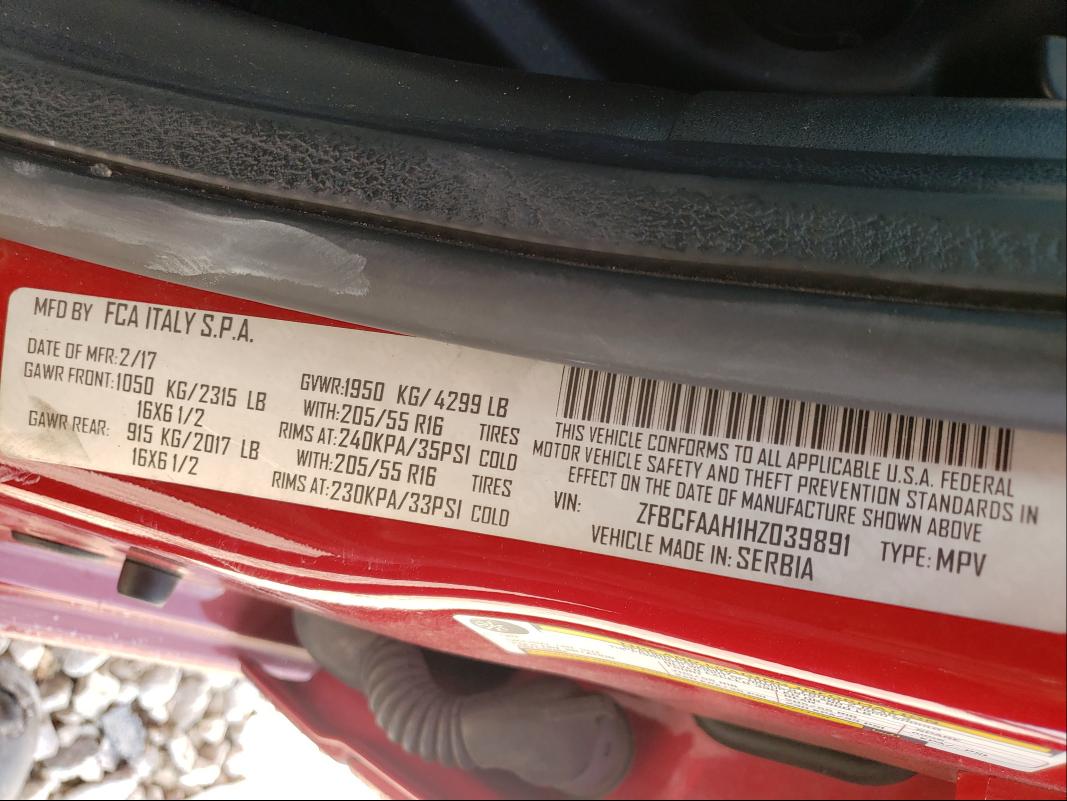 MFD BY FCA ITALY S.P.A.
DATE OF MFR:2/17
GAWR FRONT:1050 KG/2315 LB
16X6 1/2
GAWR REAR: 915 KG/2017 LB
16X6 1/2
GVWR:1950 KG/ 4299 LB
WITH:205/55 R16 TIRES
RIMS AT:240KPA/35PSI COLD
WITH:205/55 R16 TIRES
RIMS AT:230KPA/33PSI COLD
THIS VEHICLE CONFORMS TO ALL APPLICABLE U.S.A. FEDERAL
MOTOR VEHICLE SAFETY AND THEFT PREVENTION STANDARDS IN
EFFECT ON THE DATE OF MANUFACTURE SHOWN ABOVE
VIN: ZFBCFAAH1HZ039891 TYPE: MPV
VEHICLE MADE IN: SERBIA